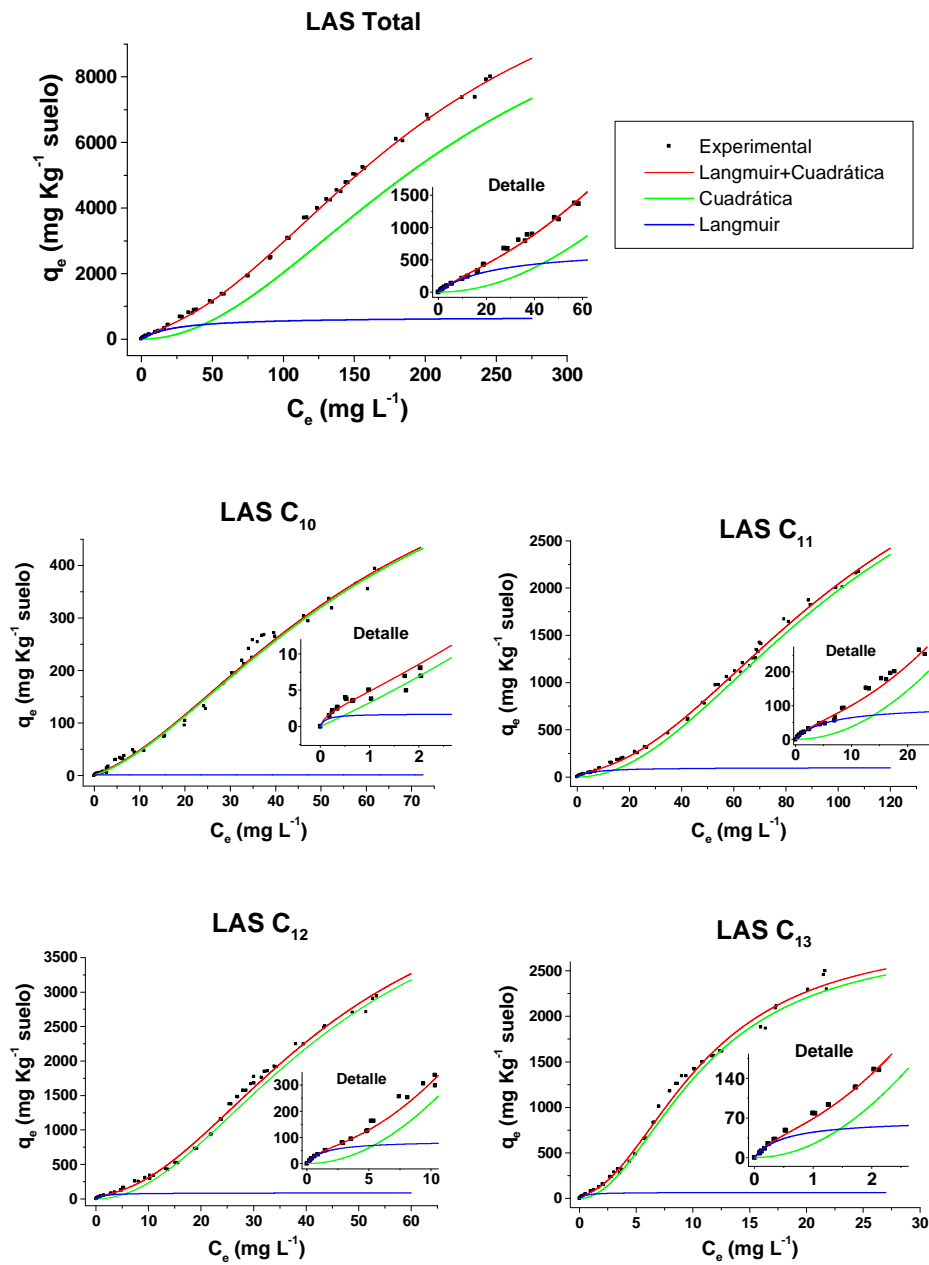 LAS Total
8000
6000
4000
2000
0
q_e (mg Kg^-1 suelo)
0 50 100 150 200 250 300
C_e (mg L^-1)
Detalle
1500
1000
500
0
0 20 40 60
Experimental
Langmuir+Cuadrática
Cuadrática
Langmuir
LAS C_10
400
300
200
100
0
q_e (mg Kg^-1 suelo)
0 10 20 30 40 50 60 70
C_e (mg L^-1)
Detalle
10
5
0
0 1 2
LAS C_11
2500
2000
1500
1000
500
0
q_e (mg Kg^-1 suelo)
0 20 40 60 80 100 120
C_e (mg L^-1)
Detalle
200
100
0
0 10 20
LAS C_12
3500
3000
2500
2000
1500
1000
500
0
q_e (mg Kg^-1 suelo)
0 10 20 30 40 50 60
C_e (mg L^-1)
Detalle
300
200
100
0
0 5 10
LAS C_13
2500
2000
1500
1000
500
0
q_e (mg Kg^-1 suelo)
0 5 10 15 20 25 30
C_e (mg L^-1)
Detalle
140
70
0
0 1 2